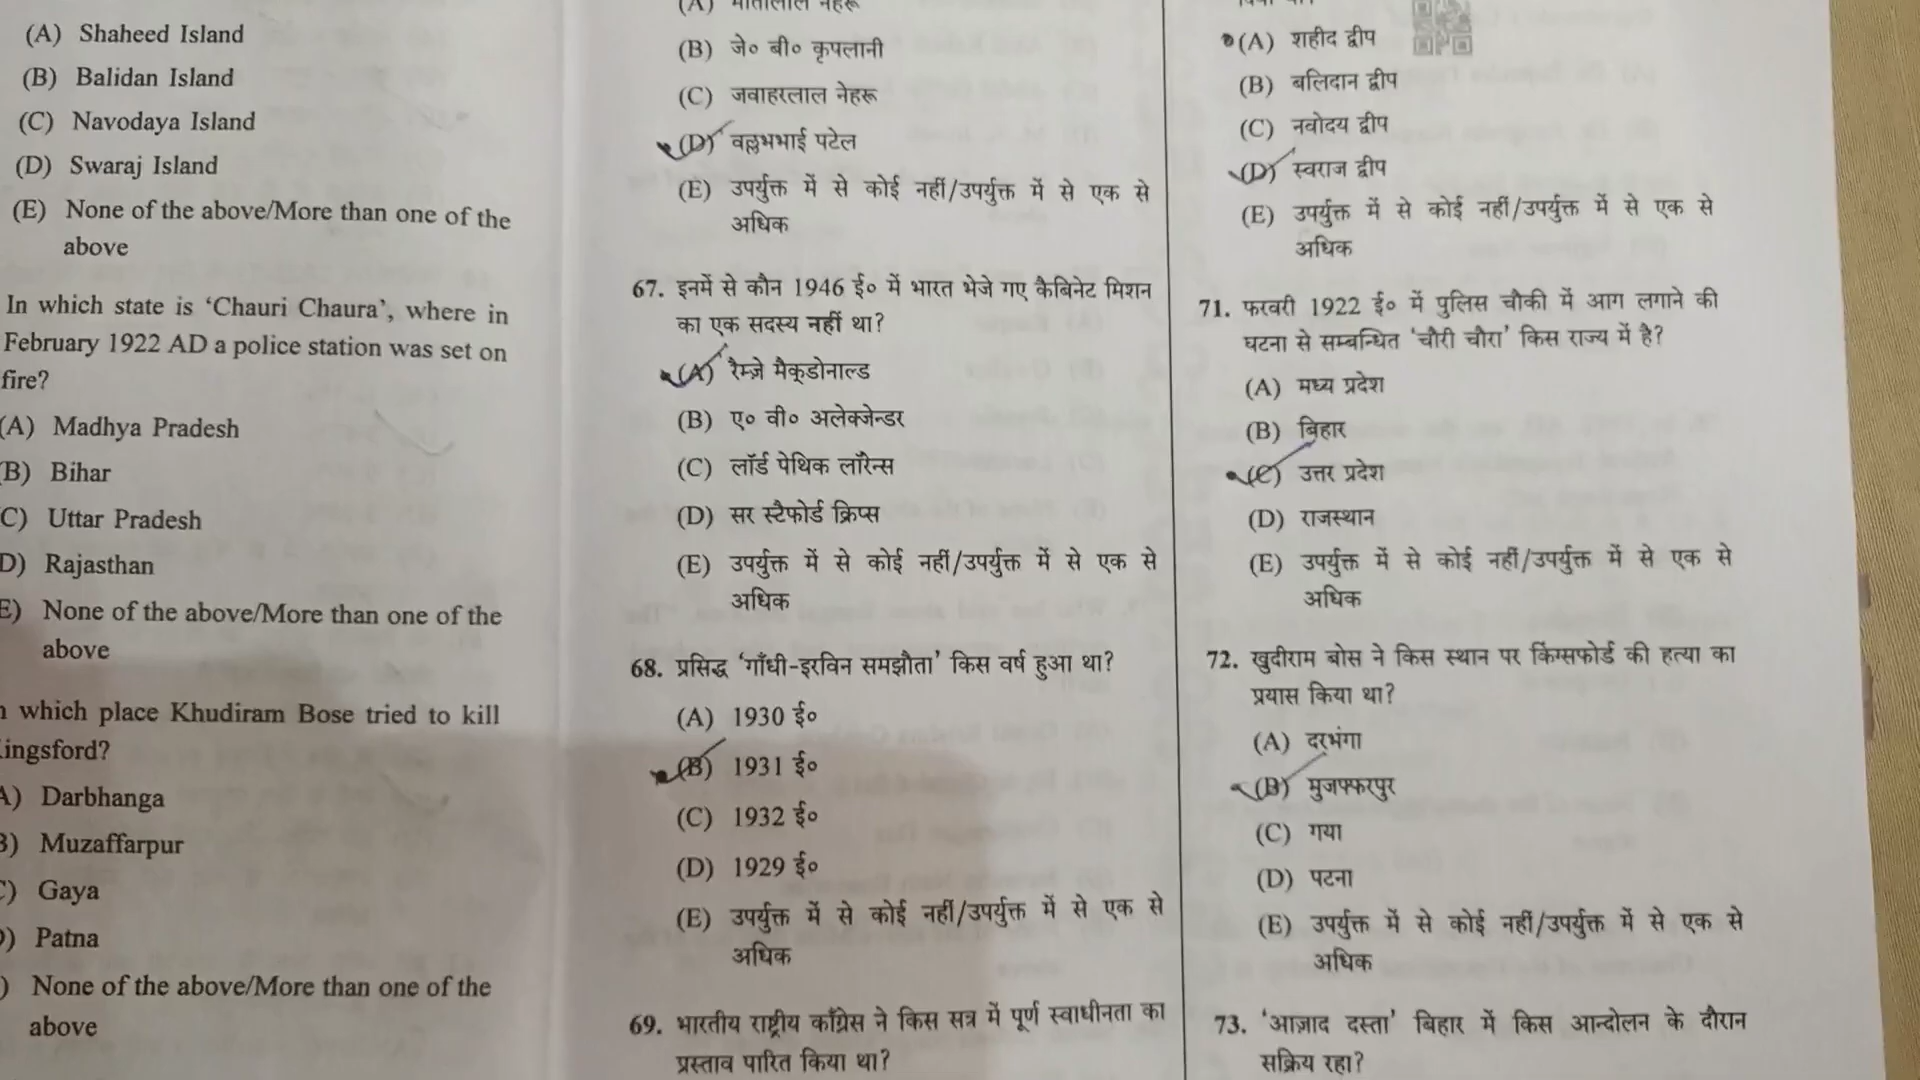 (A) Shaheed Island
(B) Balidan Island
(C) Navodaya Island
(D) Swaraj Island
(E) None of the above/More than one of the
above
In which state is ‘Chauri Chaura’, where in
February 1922 AD a police station was set on
fire?
(A) Madhya Pradesh
B) Bihar
C) Uttar Pradesh
D) Rajasthan
E) None of the above/More than one of the
above
which place Khudiram Bose tried to kill
ingsford?
A) Darbhanga
B) Muzaffarpur
C) Gaya
D) Patna
) None of the above/More than one of the
above
(A) मोतीलाल नेहरू
(B) जे० बी० कृपलानी
(C) जवाहरलाल नेहरू
(D) वल्लभभाई पटेल
(E) उपर्युक्त में से कोई नहीं/उपर्युक्त में से एक से
अधिक
67. इनमें से कौन 1946 ई० में भारत भेजे गए कैबिनेट मिशन
का एक सदस्य नहीं था?
(A) रैम्ज़े मैक्डोनाल्ड
(B) ए० वी० अलेक्जेन्डर
(C) लॉर्ड पेथिक लॉरेन्स
(D) सर स्टैफोर्ड क्रिप्स
(E) उपर्युक्त में से कोई नहीं/उपर्युक्त में से एक से
अधिक
68. प्रसिद्ध ‘गाँधी-इरविन समझौता’ किस वर्ष हुआ था?
(A) 1930 ई०
(B) 1931 ई०
(C) 1932 ई०
(D) 1929 ई०
(E) उपर्युक्त में से कोई नहीं/उपर्युक्त में से एक से
अधिक
69. भारतीय राष्ट्रीय काँग्रेस ने किस सत्र में पूर्ण स्वाधीनता का
प्रस्ताव पारित किया था?
(A) शहीद द्वीप
(B) बलिदान द्वीप
(C) नवोदय द्वीप
(D) स्वराज द्वीप
(E) उपर्युक्त में से कोई नहीं/उपर्युक्त में से एक से
अधिक
71. फरवरी 1922 ई० में पुलिस चौकी में आग लगाने की
घटना से सम्बन्धित ‘चौरी चौरा’ किस राज्य में है?
(A) मध्य प्रदेश
(B) बिहार
(C) उत्तर प्रदेश
(D) राजस्थान
(E) उपर्युक्त में से कोई नहीं/उपर्युक्त में से एक से
अधिक
72. खुदीराम बोस ने किस स्थान पर किंग्सफोर्ड की हत्या का
प्रयास किया था?
(A) दरभंगा
(B) मुजफ्फरपुर
(C) गया
(D) पटना
(E) उपर्युक्त में से कोई नहीं/उपर्युक्त में से एक से
अधिक
73. ‘आज़ाद दस्ता’ बिहार में किस आन्दोलन के दौरान
सक्रिय रहा?